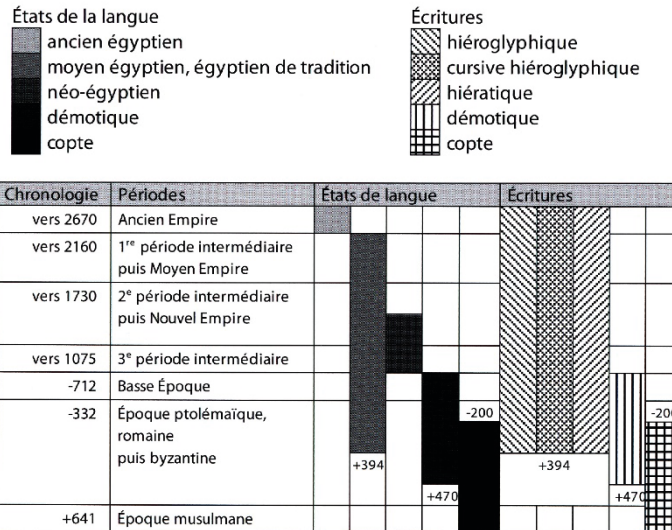 États de la langue
ancien égyptien
moyen égyptien, égyptien de tradition
néo-égyptien
démotique
copte
Écritures
hiéroglyphique
cursive hiéroglyphique
hiératique
démotique
copte
Chronologie Périodes États de langue Écritures
vers 2670 Ancien Empire
vers 2160 1re période intermédiaire
puis Moyen Empire
vers 1730 2e période intermédiaire
puis Nouvel Empire
vers 1075 3e période intermédiaire
-712 Basse Époque
-332 Époque ptolémaïque, -200 -200
romaine
puis byzantine +394 +394
+470 +470
+641 Époque musulmane